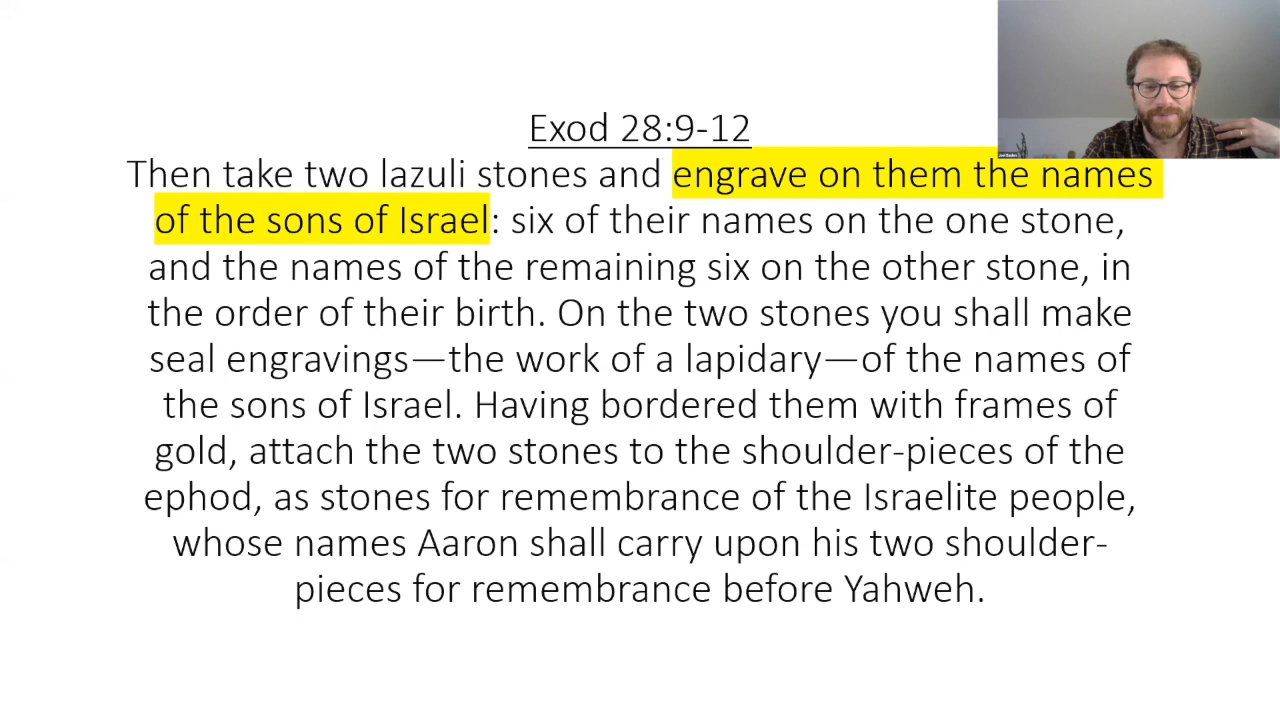 Exod 28:9-12
Then take two lazuli stones and engrave on them the names
of the sons of Israel: six of their names on the one stone,
and the names of the remaining six on the other stone, in
the order of their birth. On the two stones you shall make
seal engravings—the work of a lapidary—of the names of
the sons of Israel. Having bordered them with frames of
gold, attach the two stones to the shoulder-pieces of the
ephod, as stones for remembrance of the Israelite people,
whose names Aaron shall carry upon his two shoulder-
pieces for remembrance before Yahweh.